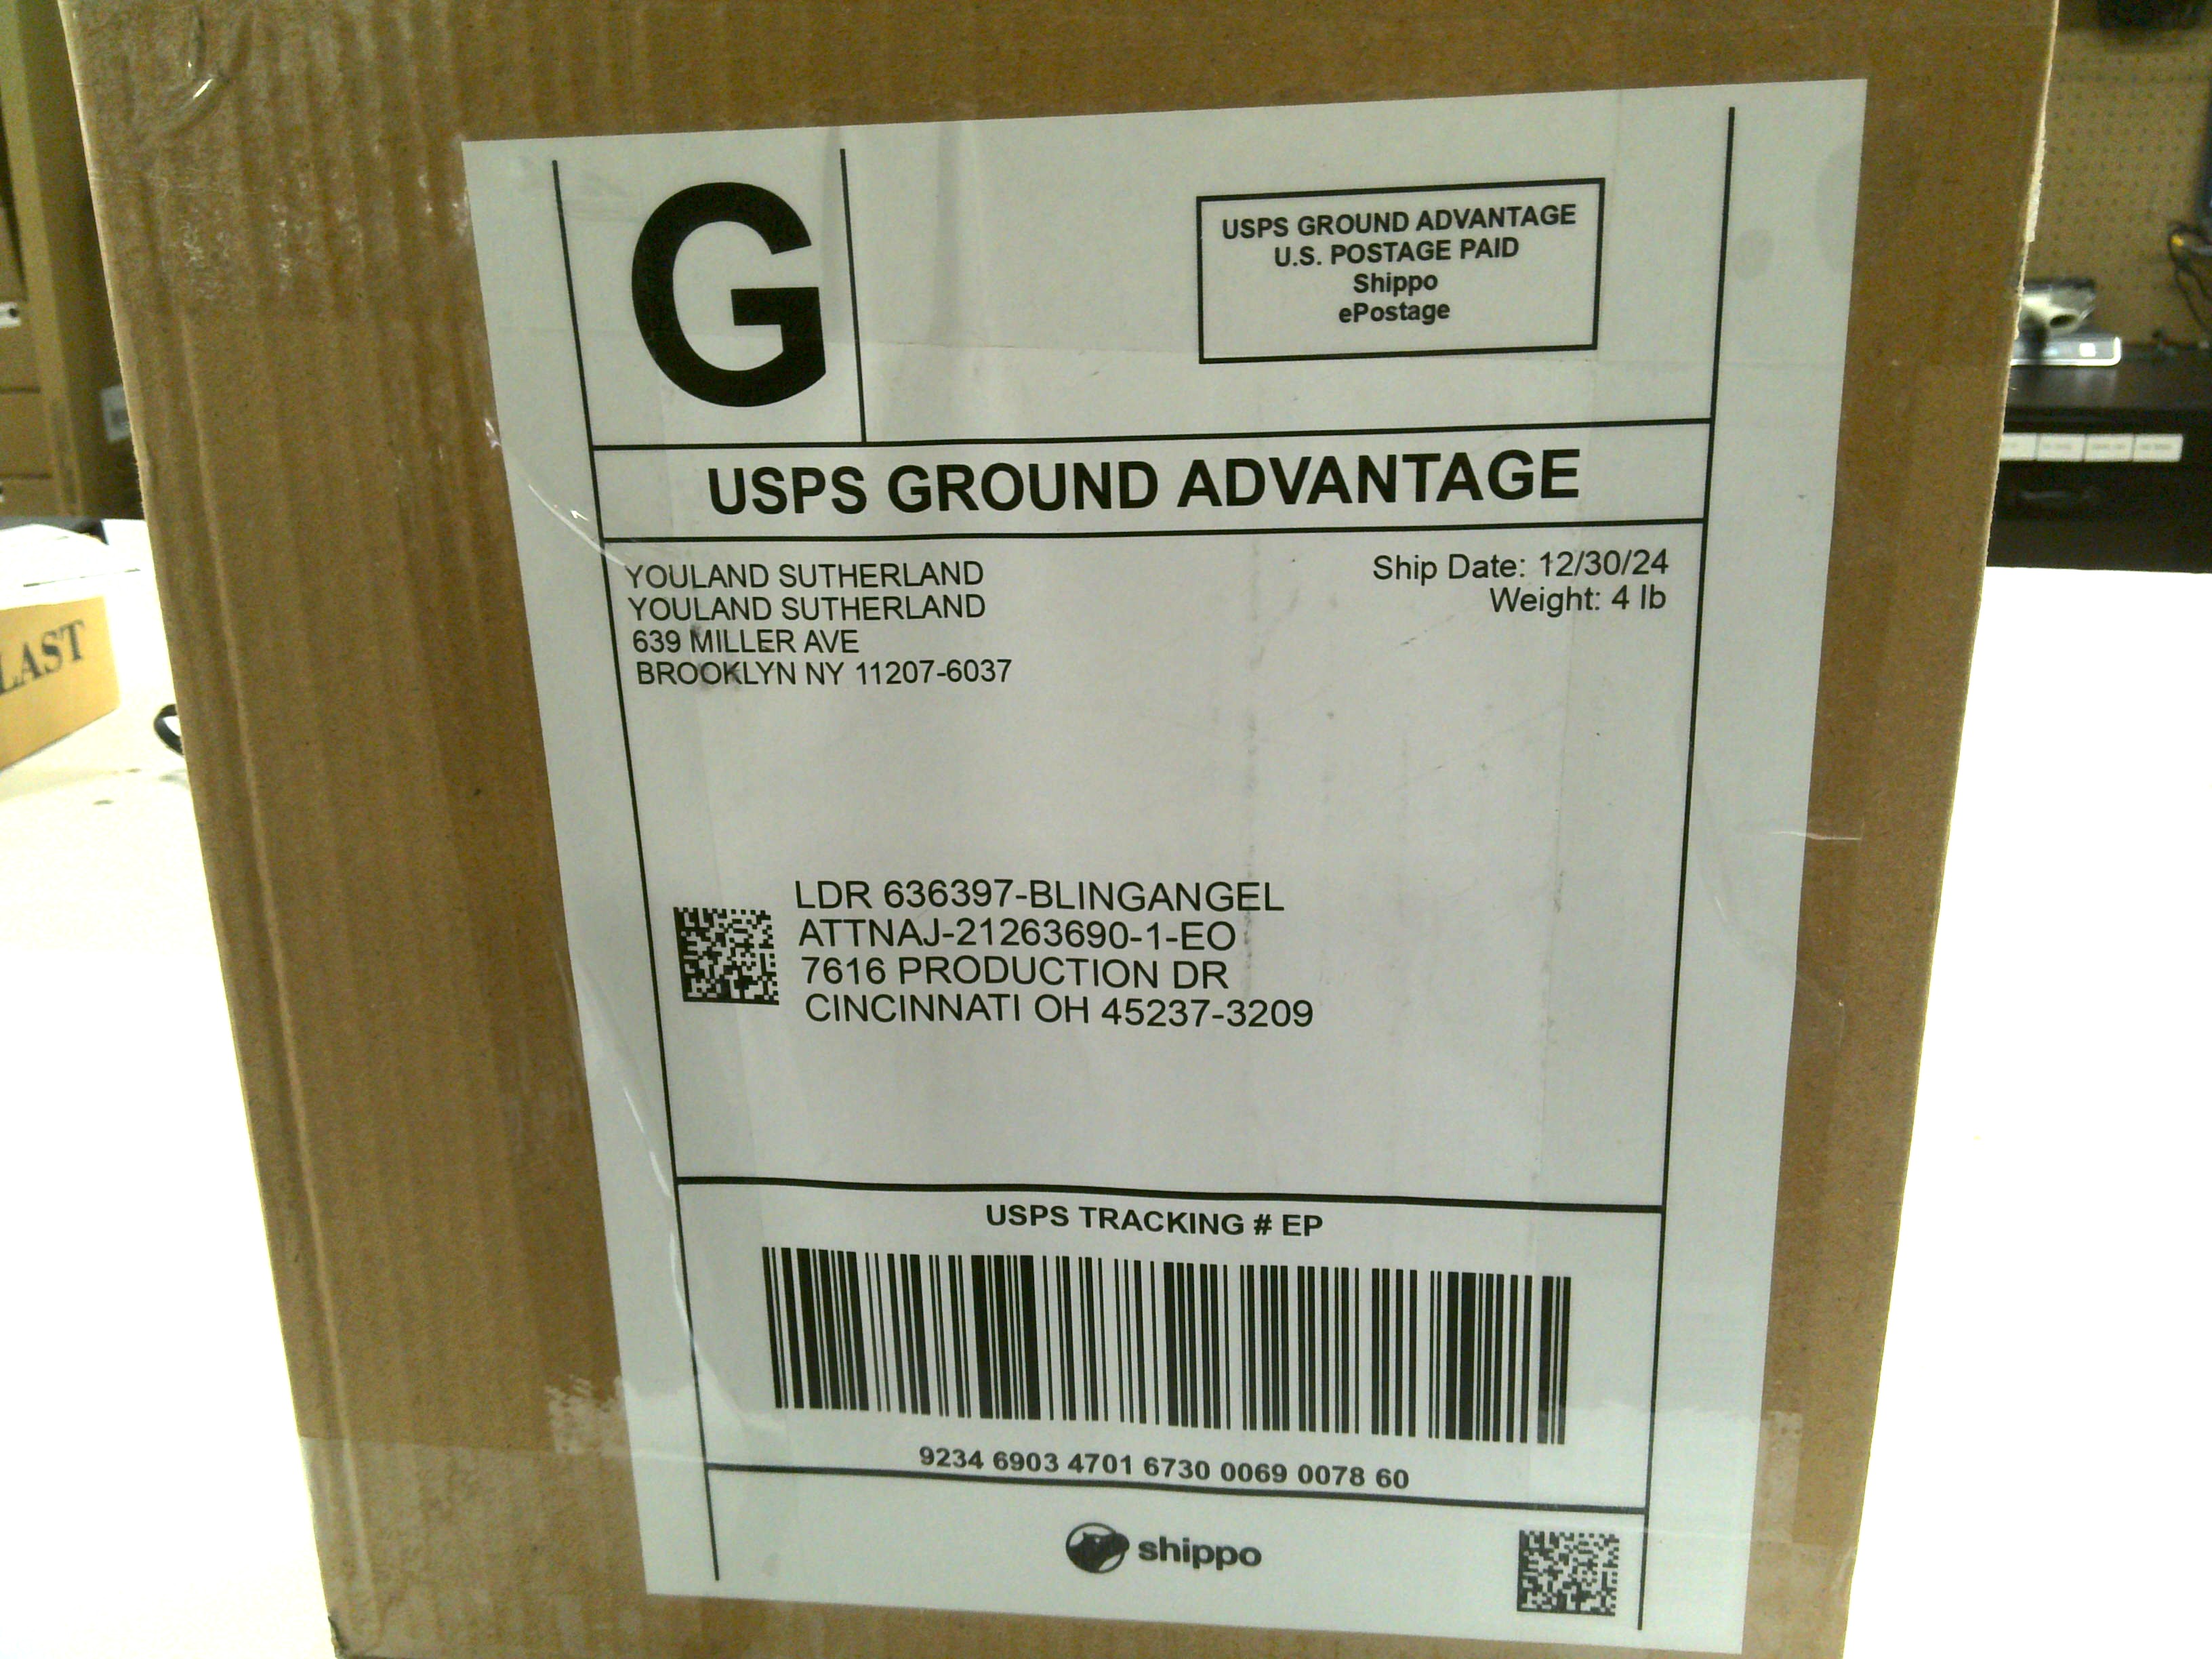 G
USPS GROUND ADVANTAGE
U.S. POSTAGE PAID
Shippo
ePostage
USPS GROUND ADVANTAGE
YOULAND SUTHERLAND
YOULAND SUTHERLAND
639 MILLER AVE
BROOKLYN NY 11207-6037
Ship Date: 12/30/24
Weight: 4 lb
LDR 636397-BLINGANGEL
ATTNAJ-21263690-1-EO
7616 PRODUCTION DR
CINCINNATI OH 45237-3209
USPS TRACKING # EP
9234 6903 4701 6730 0069 0078 60
shippo
LAST